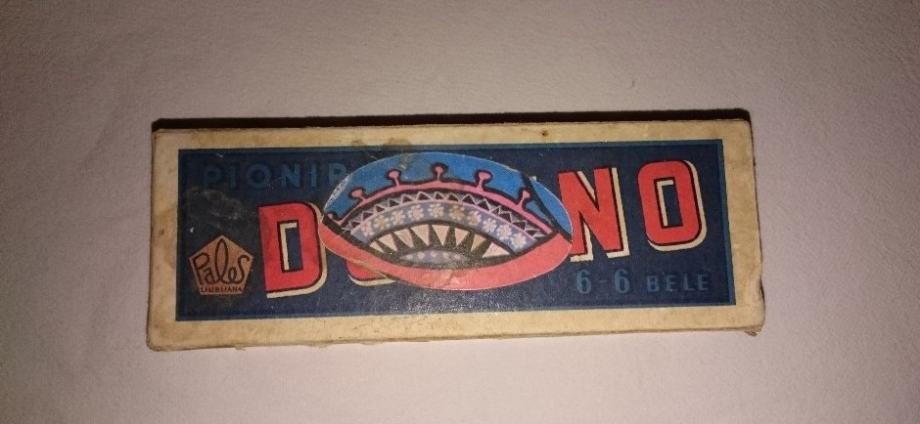 PIONIR
D NO
Pales
LJUBLJANA
6-6 BELE